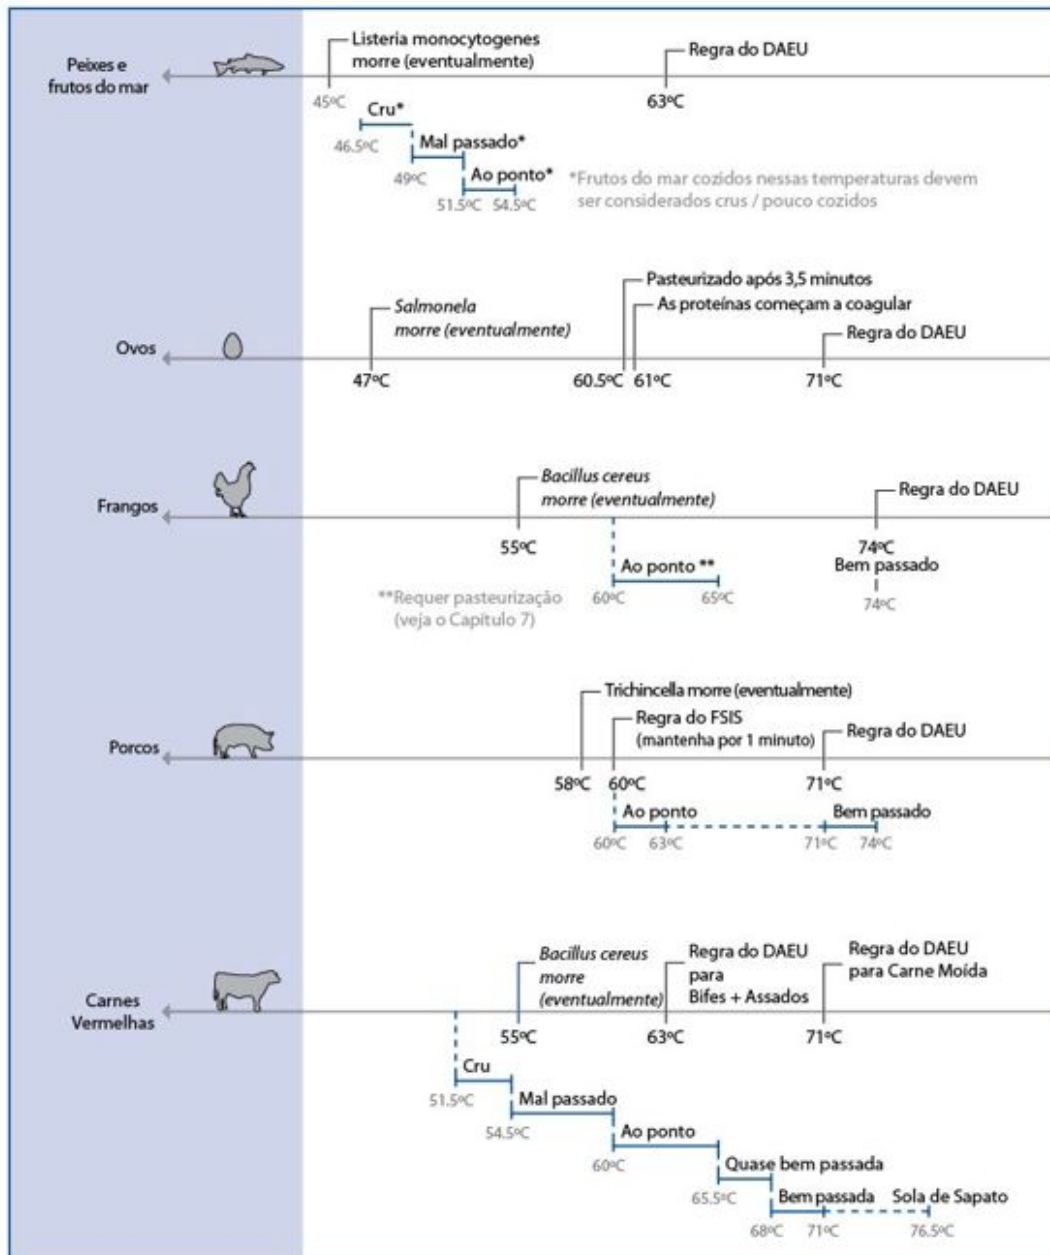 Peixes e
frutos do mar
Listeria monocytogenes
morre (eventualmente)
Regra do DAEU
45ºC
63ºC
Cru*
46.5ºC
Mal passado*
49ºC
Ao ponto*
51.5ºC
54.5ºC
*Frutos do mar cozidos nessas temperaturas devem
ser considerados crus / pouco cozidos
Ovos
Salmonela
morre (eventualmente)
Pasteurizado após 3,5 minutos
As proteínas começam a coagular
Regra do DAEU
47ºC
60.5ºC
61ºC
71ºC
Frangos
Bacillus cereus
morre (eventualmente)
Regra do DAEU
55ºC
74ºC
Ao ponto **
Bem passado
60ºC
65ºC
74ºC
**Requer pasteurização
(veja o Capítulo 7)
Porcos
Trichincella morre (eventualmente)
Regra do FSIS
(mantenha por 1 minuto)
Regra do DAEU
58ºC
60ºC
71ºC
Ao ponto
Bem passado
60ºC
63ºC
71ºC
74ºC
Carnes
Vermelhas
Bacillus cereus
morre
(eventualmente)
Regra do DAEU
para
Bifes + Assados
Regra do DAEU
para Carne Moída
55ºC
63ºC
71ºC
Cru
51.5ºC
Mal passado
54.5ºC
Ao ponto
60ºC
Quase bem passada
65.5ºC
Bem passada
Sola de Sapato
68ºC
71ºC
76.5ºC